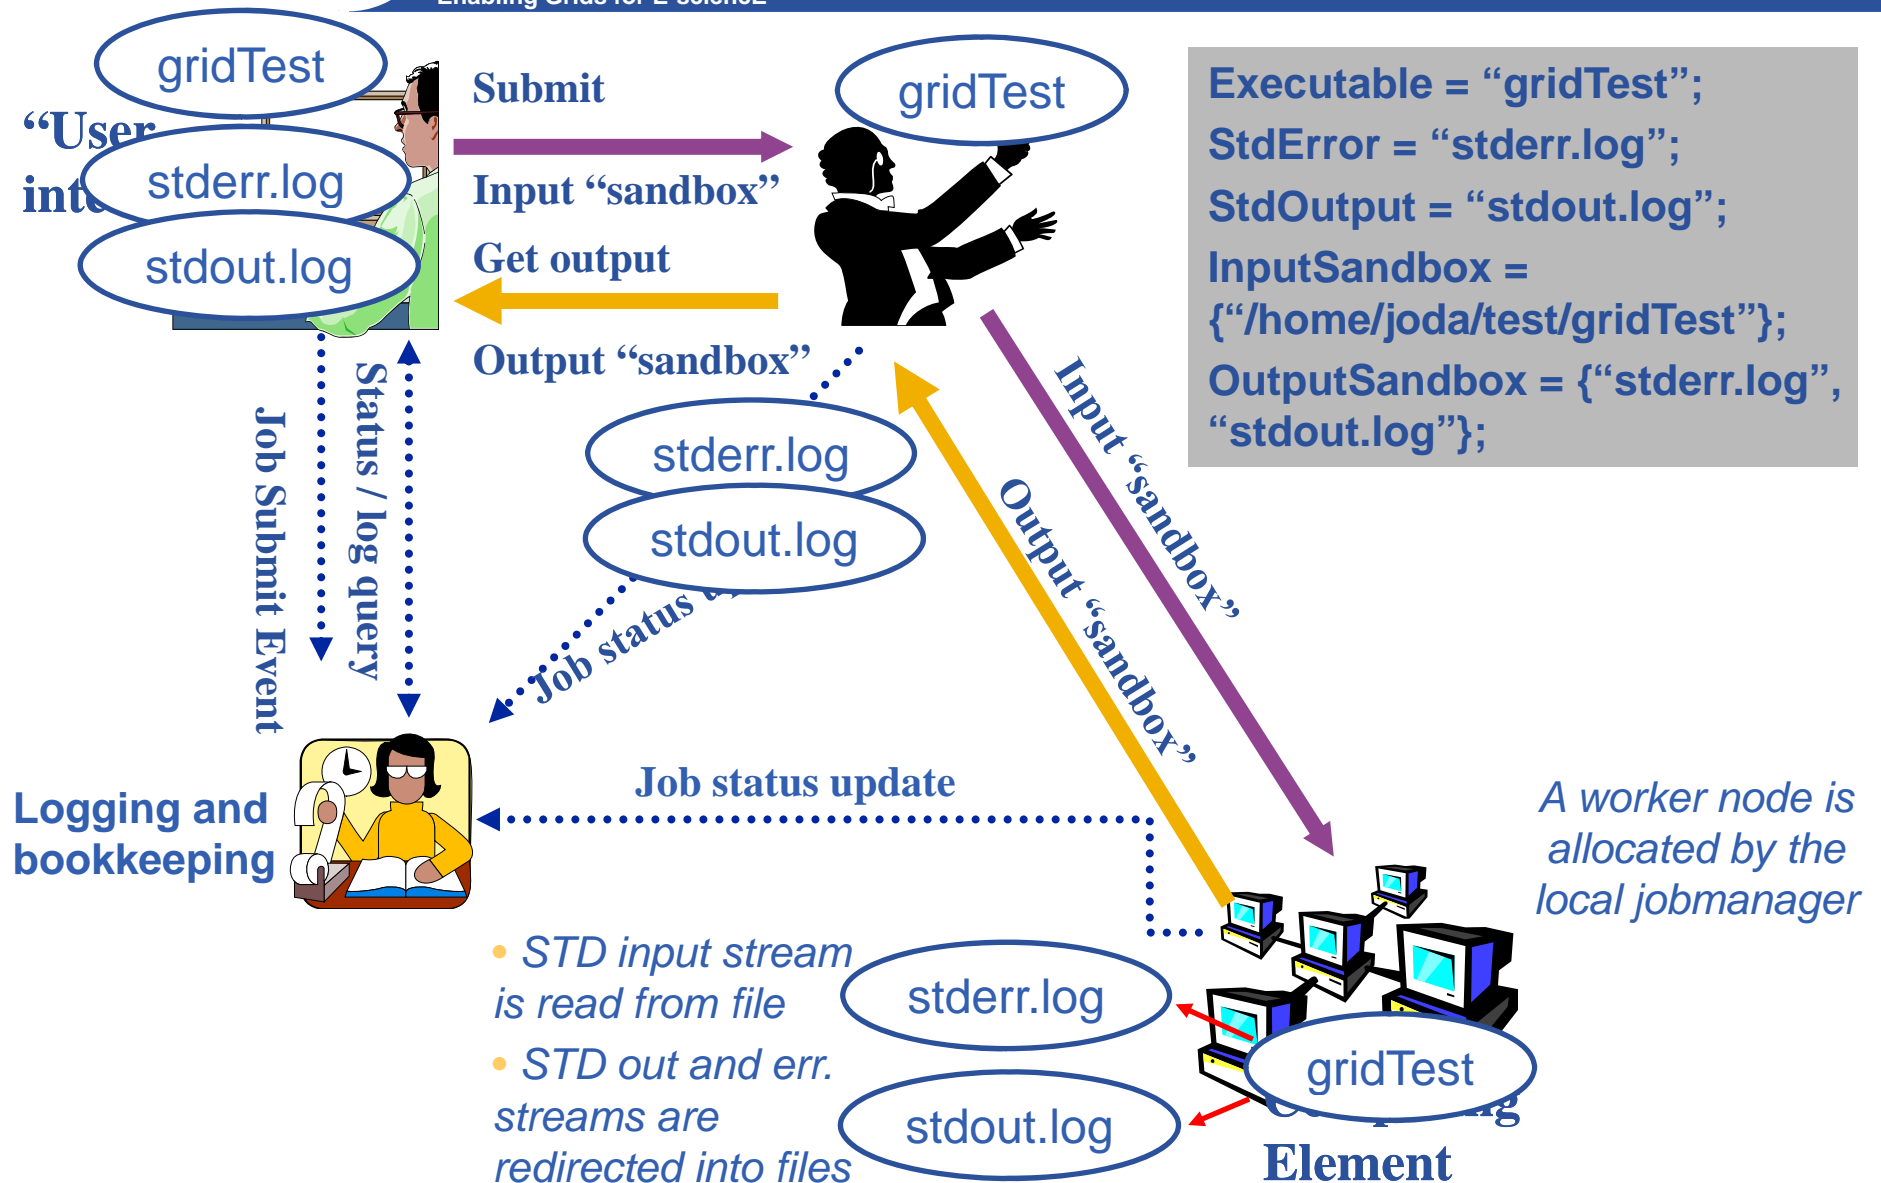 Enabling Grids for E-sciencE
gridTest
“User
stderr.log
stdout.log
Submit
Input “sandbox”
Get output
Output “sandbox”
gridTest
Executable = “gridTest”;
StdError = “stderr.log”;
StdOutput = “stdout.log”;
InputSandbox =
{“/home/joda/test/gridTest”};
OutputSandbox = {“stderr.log”,
“stdout.log”};
Job Submit Event
Status / log query
stderr.log
stdout.log
Job status
Input “sandbox”
Output “sandbox”
Job status update
Logging and
bookkeeping
A worker node is
allocated by the
local jobmanager
• STD input stream
is read from file
• STD out and err.
streams are
redirected into files
stderr.log
stdout.log
gridTest
Element